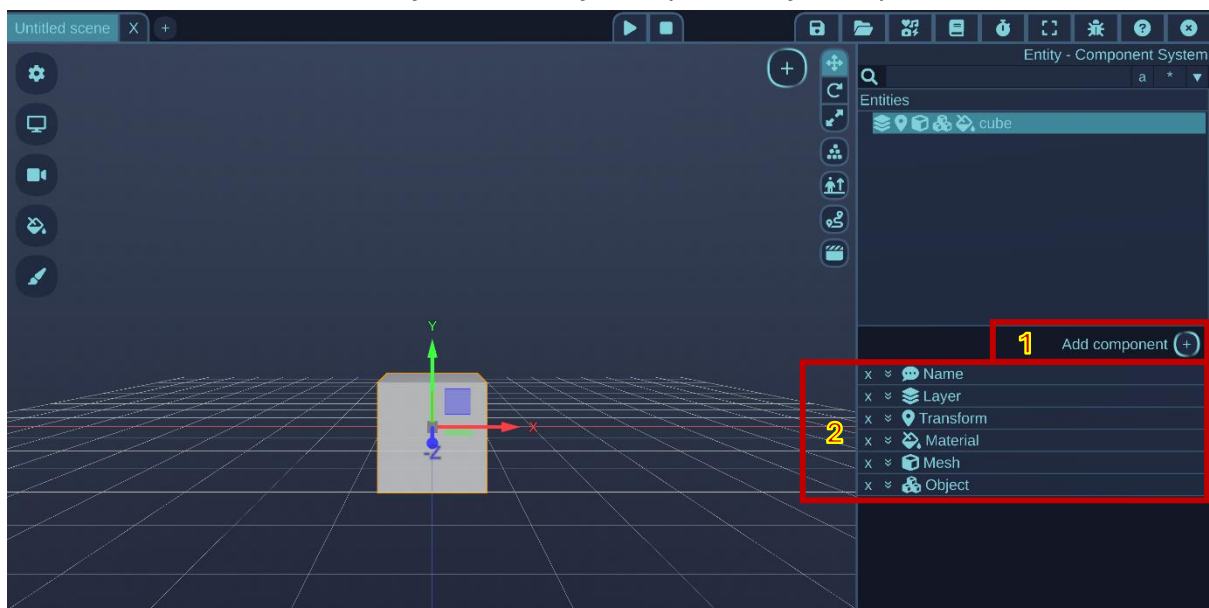 Untitled scene X +
Entity - Component System
a * ▼
Entities
cube
1 Add component +
2
x Name
x Layer
x Transform
x Material
x Mesh
x Object
Y
X
-Z